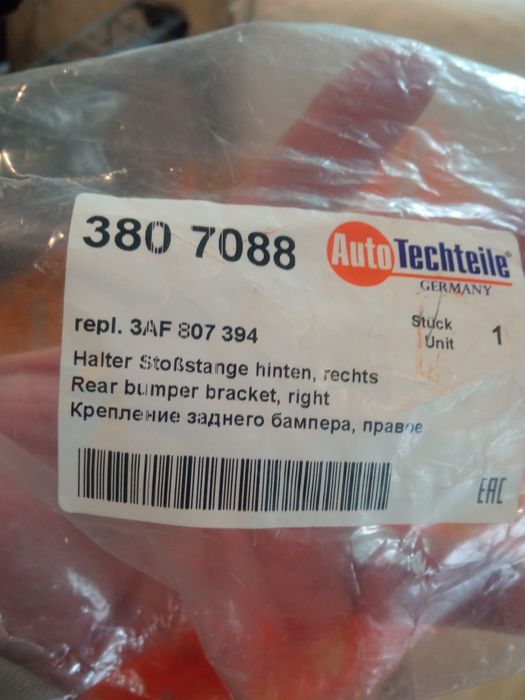 380 7088
AutoTechteile®
GERMANY
repl. 3AF 807 394
Stück
Unit
1
Halter Stoßstange hinten, rechts
Rear bumper bracket, right
Крепление заднего бампера, правое
EAC